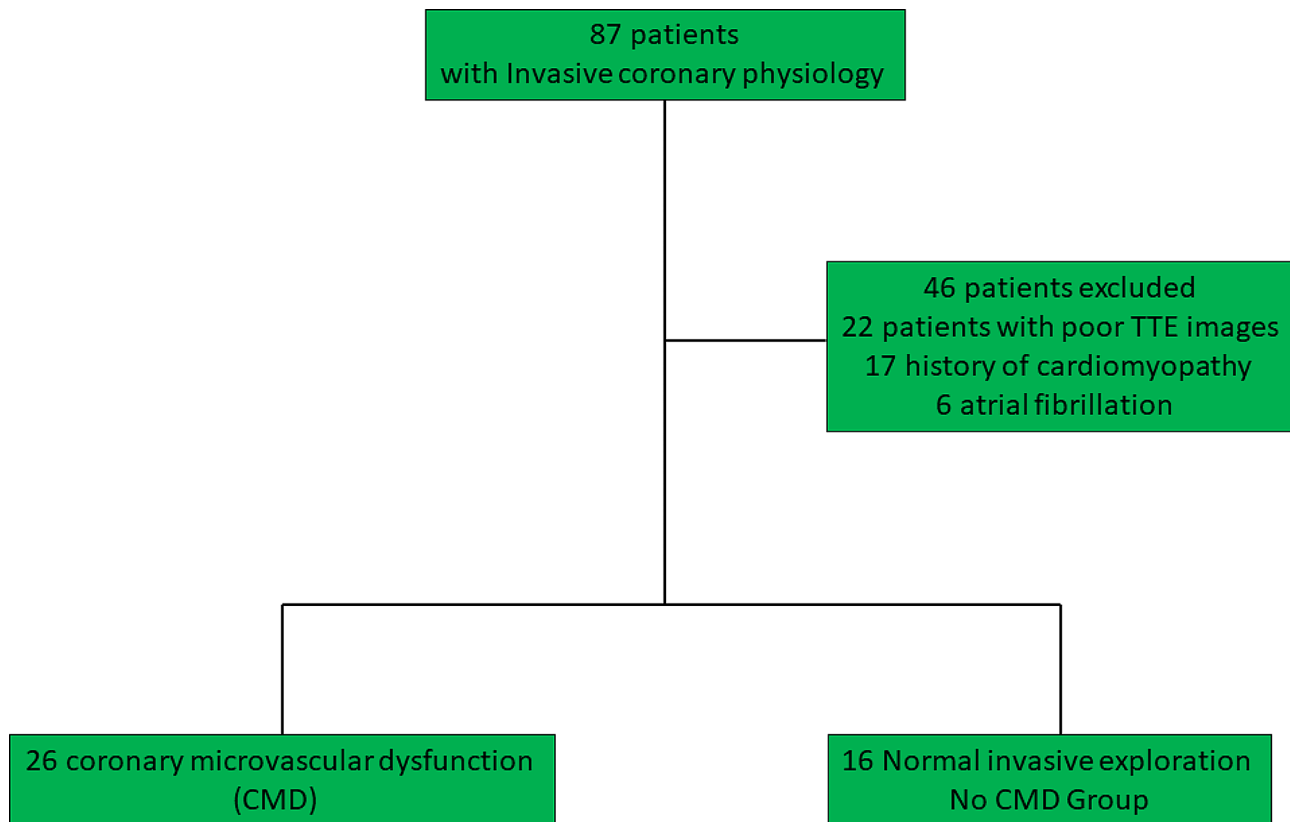 87 patients
with Invasive coronary physiology
46 patients excluded
22 patients with poor TTE images
17 history of cardiomyopathy
6 atrial fibrillation
26 coronary microvascular dysfunction
(CMD)
16 Normal invasive exploration
No CMD Group